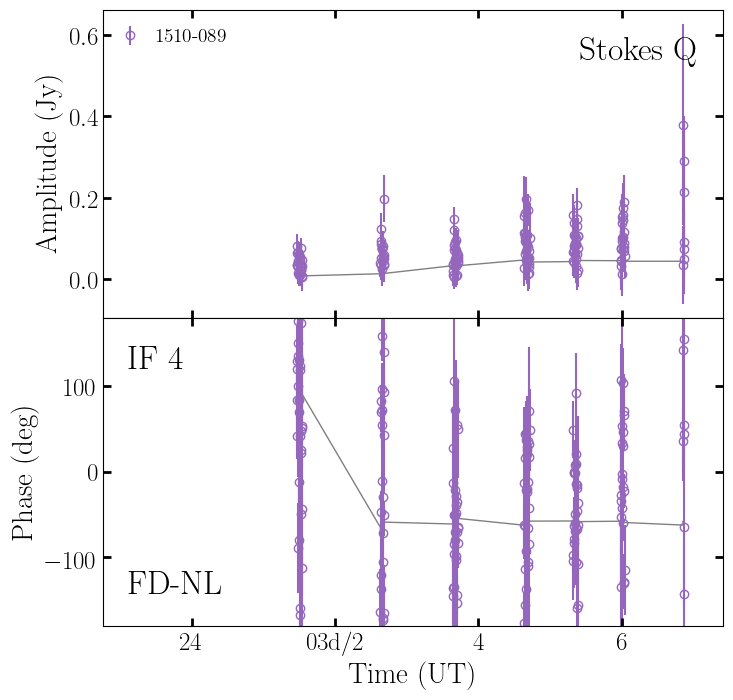 1510-089
Stokes Q
0.6
0.4
0.2
0.0
Amplitude (Jy)
IF 4
100
0
−100
Phase (deg)
FD-NL
24 03d/2 4 6
Time (UT)